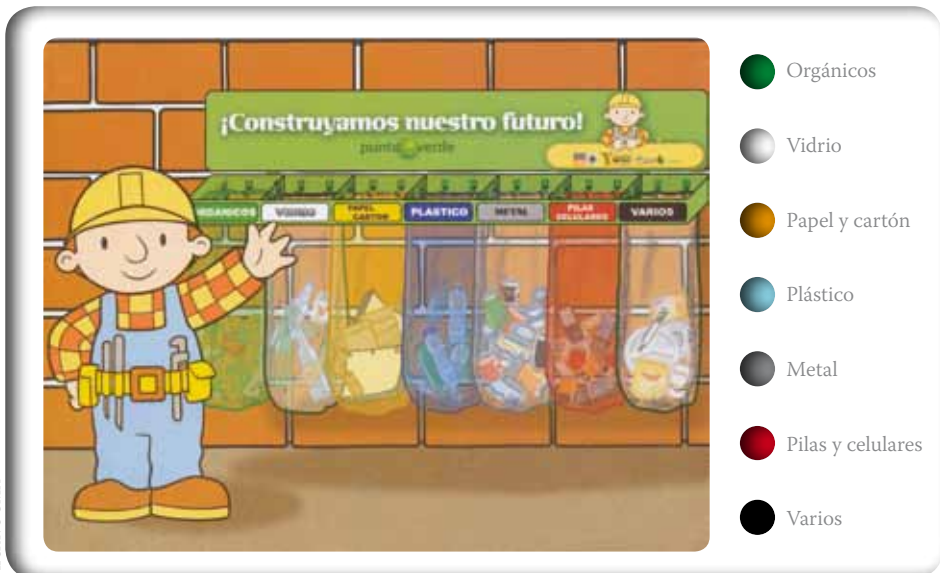 ¡Construyamos nuestro futuro!
punto verde
ORGANICOS
VIDRIO
PAPEL
CARTON
PLASTICO
METAL
PILAS
CELULARES
VARIOS
Orgánicos
Vidrio
Papel y cartón
Plástico
Metal
Pilas y celulares
Varios